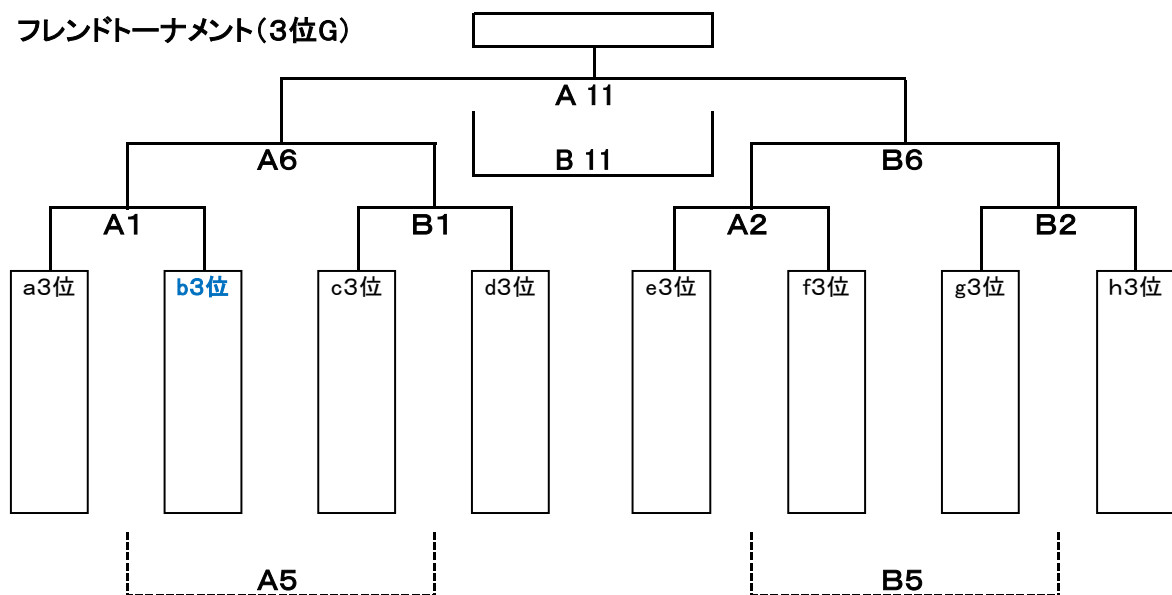 フレンドトーナメント(3位G)
A 11
B 11
A6
B6
A1
B1
A2
B2
a3位
b3位
c3位
d3位
e3位
f3位
g3位
h3位
A5
B5